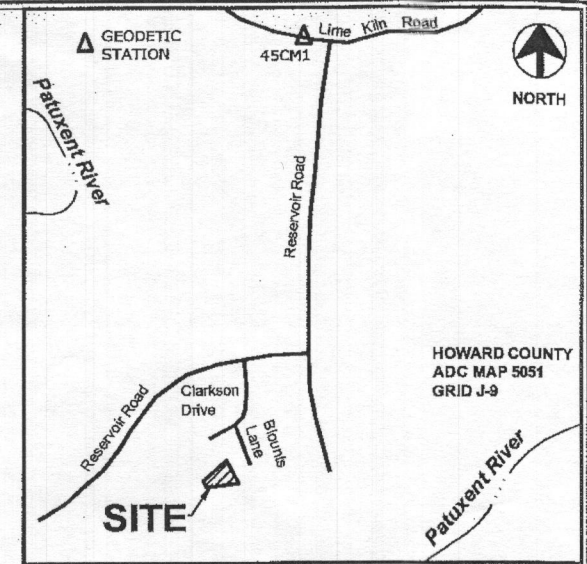 GEODETIC
STATION
45CM1
Lime Kiln Road
NORTH
Patuxent River
Reservoir Road
HOWARD COUNTY
ADC MAP 5051
GRID J-9
Reservoir Road
Clarkson
Drive
Blounts
Lane
SITE
Patuxent River